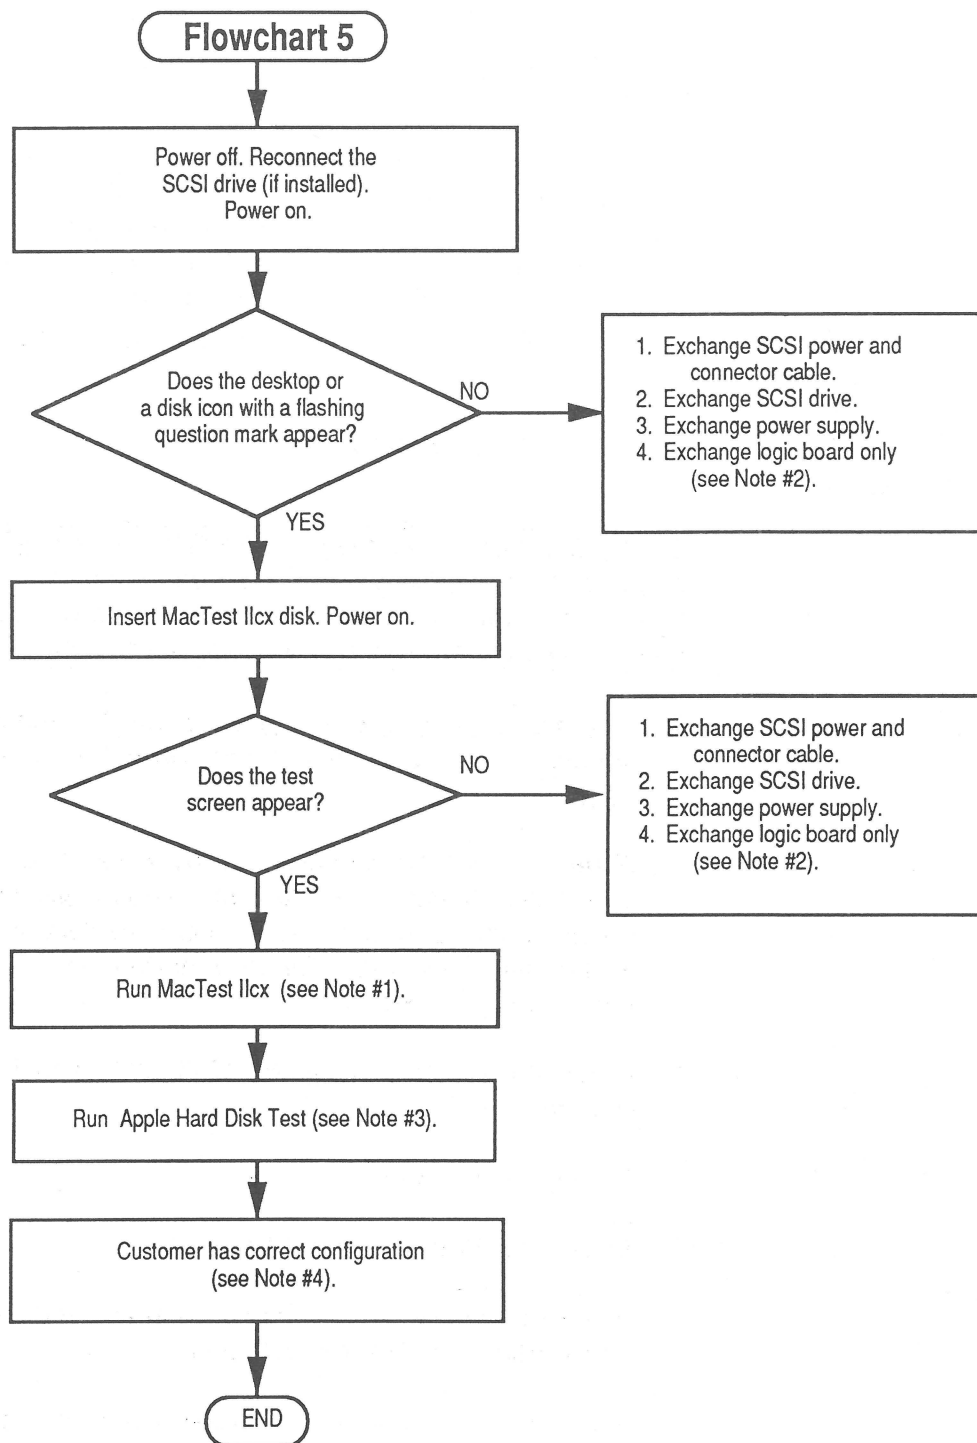 Flowchart 5
Power off. Reconnect the
SCSI drive (if installed).
Power on.
Does the desktop or
a disk icon with a flashing
question mark appear?
NO
1. Exchange SCSI power and
connector cable.
2. Exchange SCSI drive.
3. Exchange power supply.
4. Exchange logic board only
(see Note #2).
YES
Insert MacTest IIcx disk. Power on.
Does the test
screen appear?
NO
1. Exchange SCSI power and
connector cable.
2. Exchange SCSI drive.
3. Exchange power supply.
4. Exchange logic board only
(see Note #2).
YES
Run MacTest IIcx (see Note #1).
Run Apple Hard Disk Test (see Note #3).
Customer has correct configuration
(see Note #4).
END